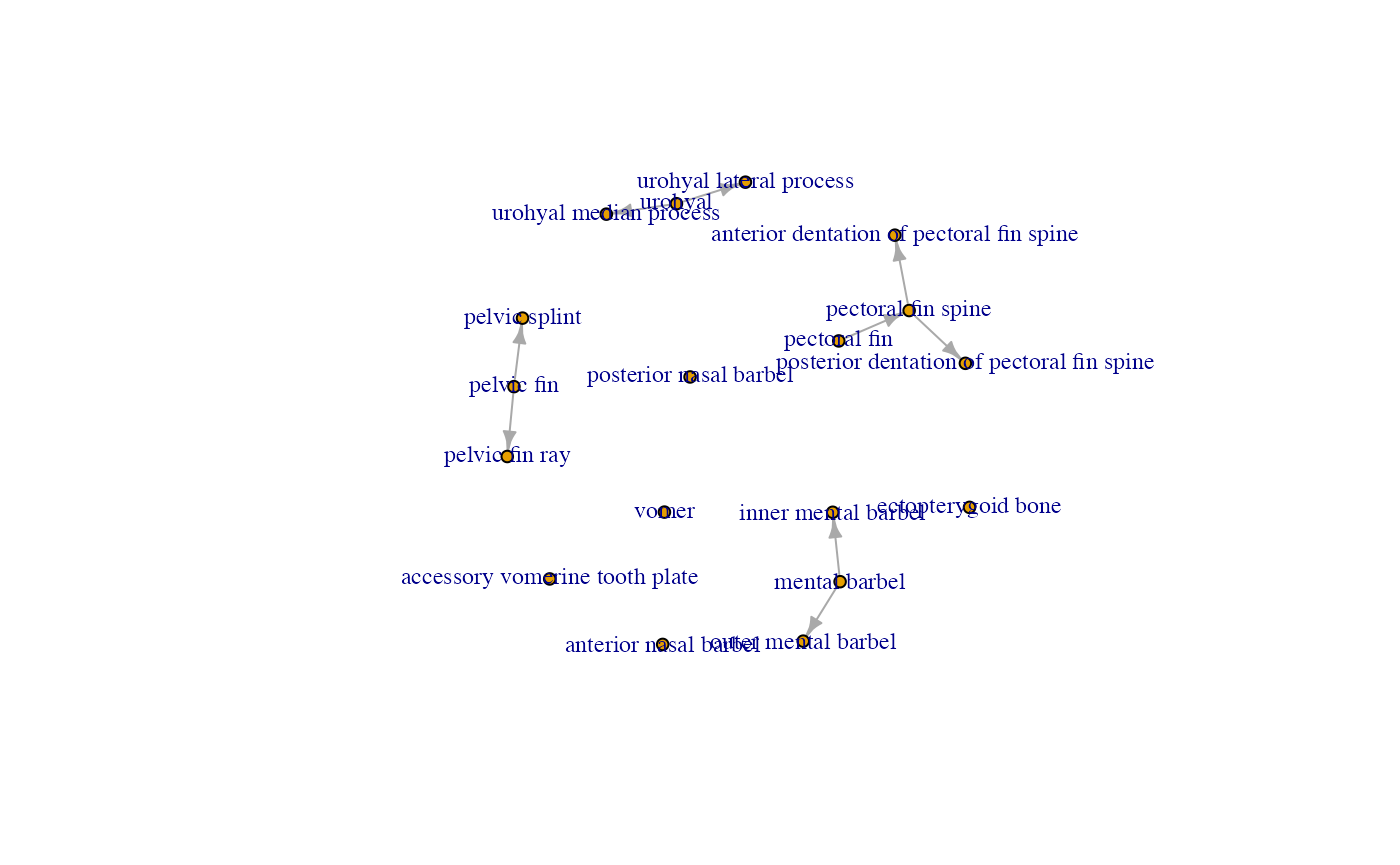 urohyal lateral process
urohyal
urohyal median process
anterior dentation of pectoral fin spine
pectoral fin spine
pelvic splint
pectoral fin
posterior dentation of pectoral fin spine
posterior nasal barbel
pelvic fin
pelvic fin ray
ectopterygoid bone
vomer
inner mental barbel
accessory vomerine tooth plate
mental barbel
outer mental barbel
anterior nasal barbel